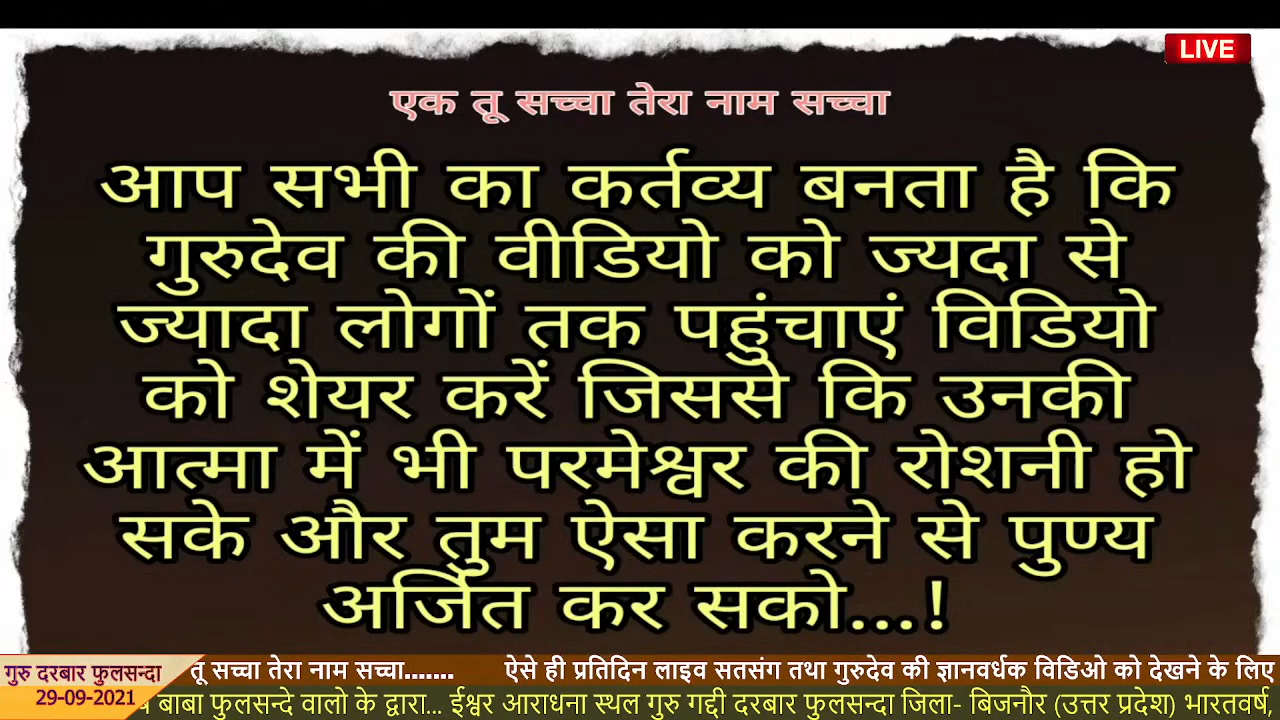 LIVE
एक तू सच्चा तेरा नाम सच्चा
आप सभी का कर्तव्य बनता है कि
गुरुदेव की वीडियो को ज्यदा से
ज्यादा लोगों तक पहुंचाएं विडियो
को शेयर करें जिससे कि उनकी
आत्मा में भी परमेश्वर की रोशनी हो
सके और तुम ऐसा करने से पुण्य
अर्जित कर सको...!
गुरु दरबार फुलसन्दा
29-09-2021
तू सच्चा तेरा नाम सच्चा....... ऐसे ही प्रतिदिन लाइव सतसंग तथा गुरुदेव की ज्ञानवर्धक विडिओ को देखने के लिए
बाबा फुलसन्दे वालो के द्वारा... ईश्वर आराधना स्थल गुरु गद्दी दरबार फुलसन्दा जिला- बिजनौर (उत्तर प्रदेश) भारतवर्ष,